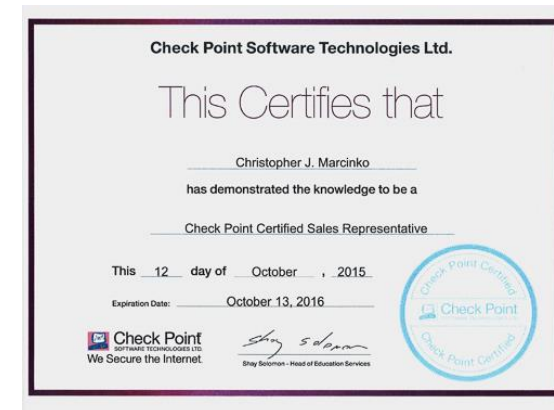 Check Point Software Technologies Ltd.
This Certifies that
Christopher J. Marcinko
has demonstrated the knowledge to be a
Check Point Certified Sales Representative
This 12 day of October , 2015
Expiration Date: October 13, 2016
Check Point
SOFTWARE TECHNOLOGIES LTD.
We Secure the Internet.
Shay Solomon
Shay Solomon - Head of Education Services
Check Point Certified
Check Point
Check Point Certified